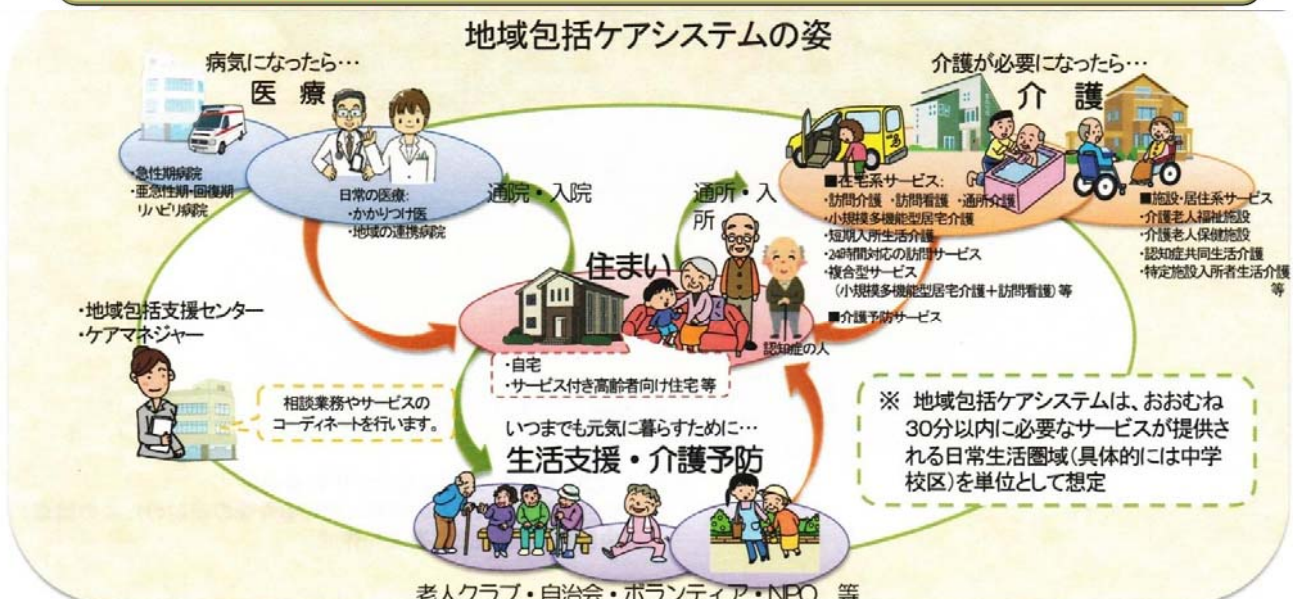 地域包括ケアシステムの姿
病気になったら…
医 療
・急性期病院
・亜急性期・回復期
リハビリ病院
日常の医療:
・かかりつけ医
・地域の連携病院
通院・入院
通所・入
所
介護が必要になったら…
介 護
■在宅系サービス:
・訪問介護 ・訪問看護 ・通所介護
・小規模多機能型居宅介護
・短期入所生活介護
・24時間対応の訪問サービス
・複合型サービス
(小規模多機能型居宅介護+訪問看護)等
■介護予防サービス
■施設・居住系サービス
・介護老人福祉施設
・介護老人保健施設
・認知症共同生活介護
・特定施設入所者生活介護
等
住まい
認知症の人
・自宅
・サービス付き高齢者向け住宅 等
・地域包括支援センター
・ケアマネジャー
相談業務やサービスの
コーディネートを行います。
いつまでも元気に暮らすために…
生活支援・介護予防
老人クラブ・自治会・ボランティア・NPO 等
※ 地域包括ケアシステムは、おおむね
30分以内に必要なサービスが提供さ
れる日常生活圏域(具体的には中学
校区)を単位として想定